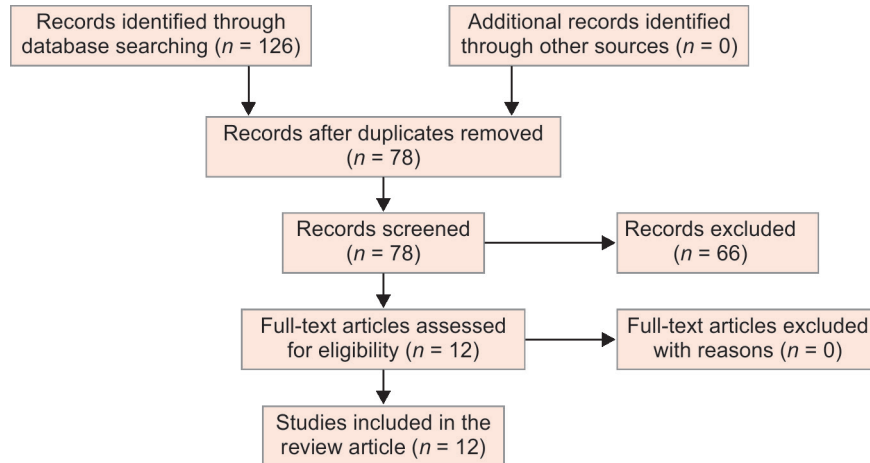 Records identified through
database searching (n = 126)
Additional records identified
through other sources (n = 0)
Records after duplicates removed
(n = 78)
Records screened
(n = 78)
Records excluded
(n = 66)
Full-text articles assessed
for eligibility (n = 12)
Full-text articles excluded
with reasons (n = 0)
Studies included in the
review article (n = 12)